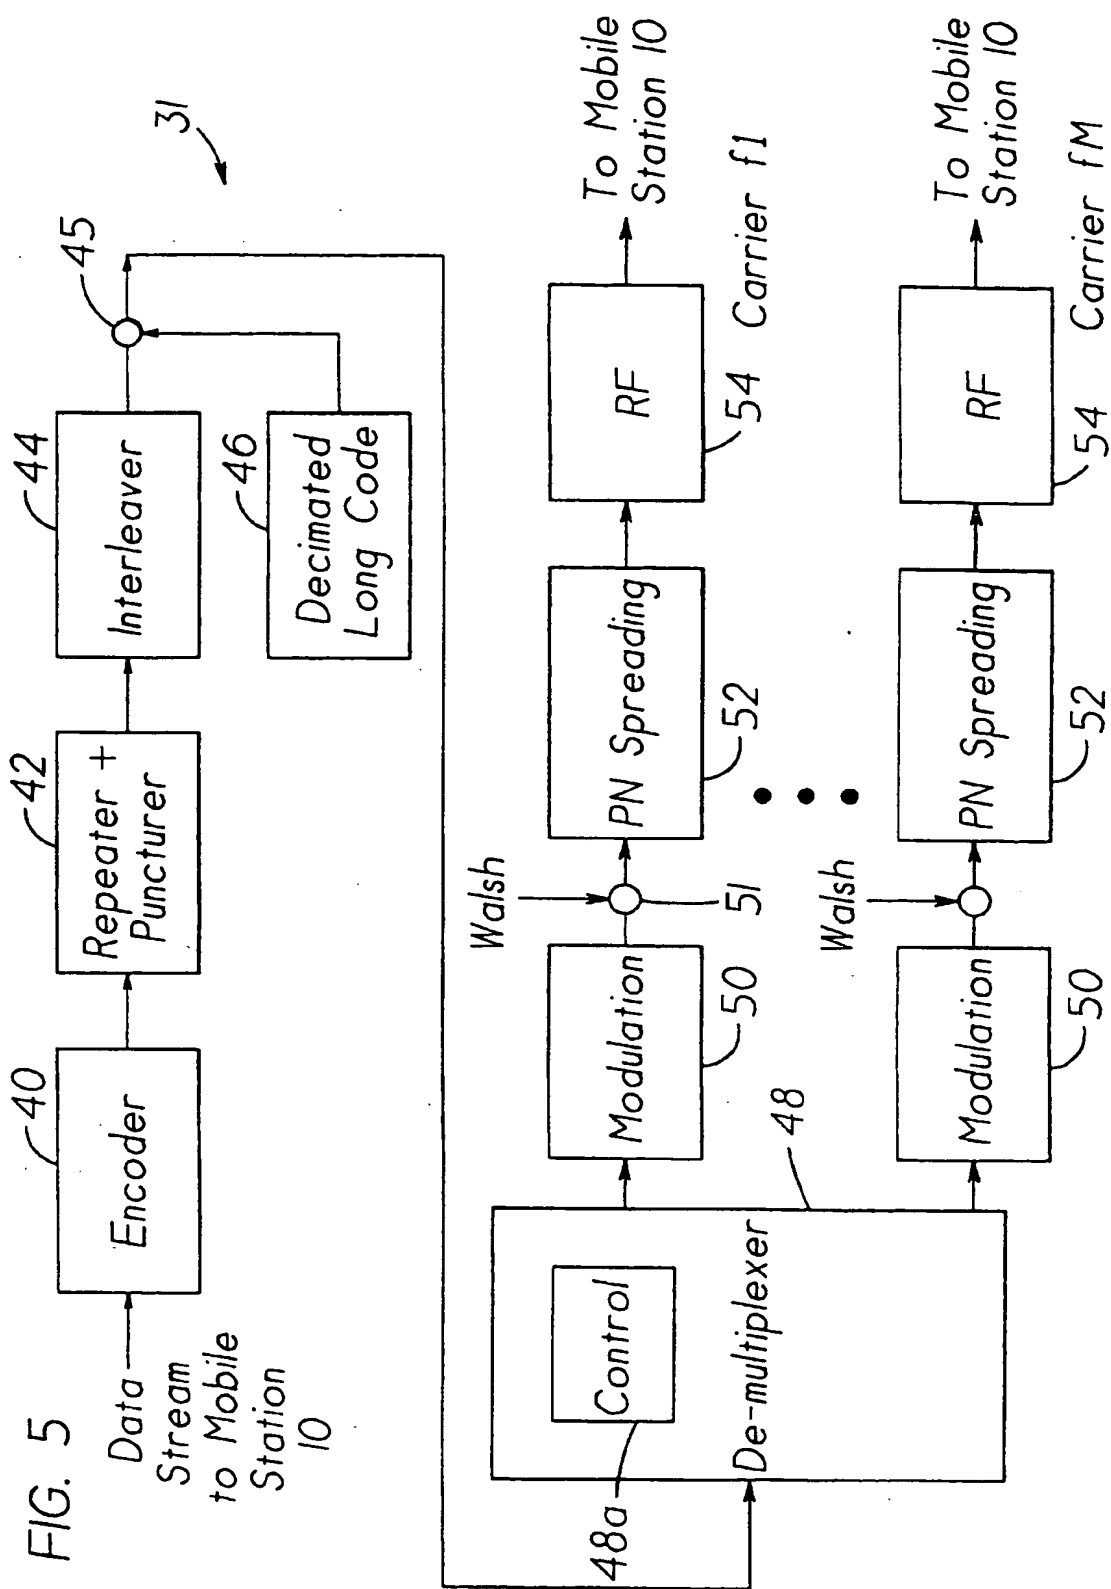 FIG. 5
31
Data
Stream
to Mobile
Station
10
40
Encoder
42
Repeater +
Puncturer
44
Interleaver
45
46
Decimated
Long Code
48a
Control
De-multiplexer
48
Modulation
50
Walsh
51
PN Spreading
52
RF
54
To Mobile
Station 10
Carrier f1
Modulation
50
Walsh
PN Spreading
52
RF
54
To Mobile
Station 10
Carrier fM